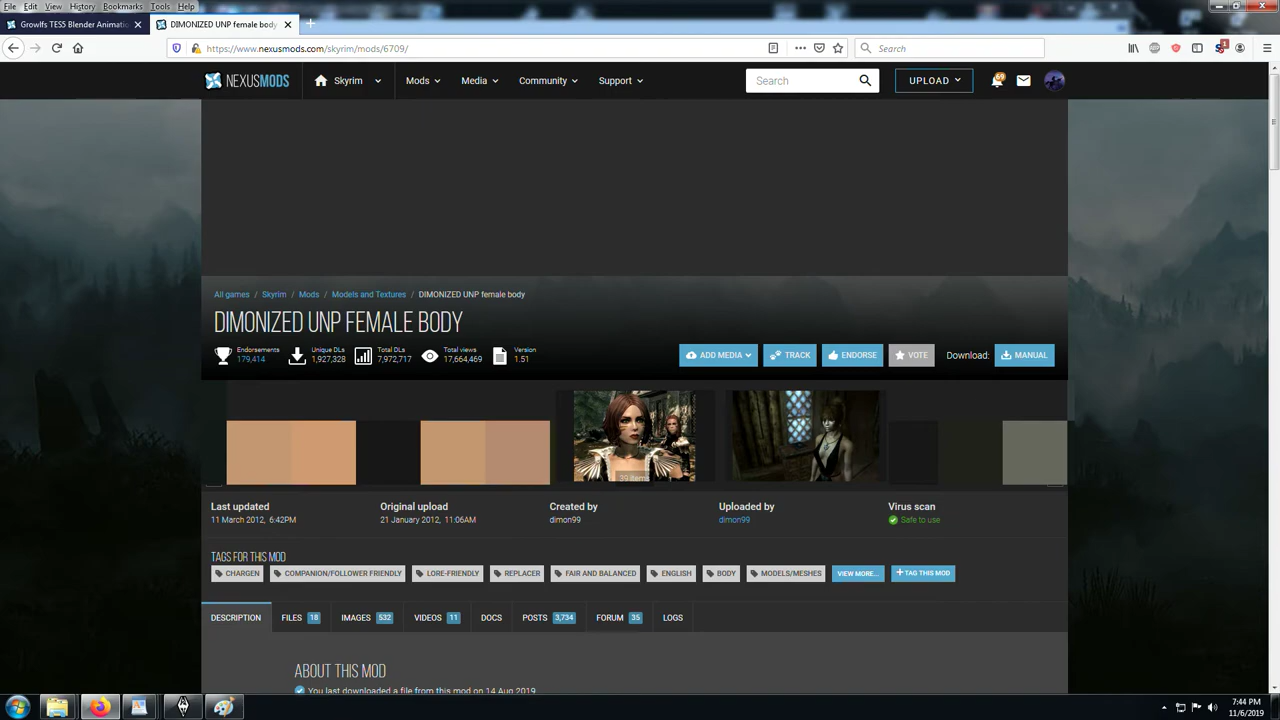 File Edit View History Bookmarks Tools Help
Growlfs TES5 Blender Animatio
DIMONIZED UNP female body
https://www.nexusmods.com/skyrim/mods/6709/
Search
1
NEXUSMODS
Skyrim
Mods
Media
Community
Support
Search
UPLOAD
69
All games / Skyrim / Mods / Models and Textures / DIMONIZED UNP female body
DIMONIZED UNP FEMALE BODY
Endorsements
179,414
Unique DLs
1,927,328
Total DLs
7,972,717
Total views
17,664,469
Version
1.51
ADD MEDIA
TRACK
ENDORSE
VOTE
Download:
MANUAL
39 items
Last updated
11 March 2012, 6:42PM
Original upload
21 January 2012, 11:06AM
Created by
dimon99
Uploaded by
dimon99
Virus scan
Safe to use
TAGS FOR THIS MOD
CHARGEN
COMPANION/FOLLOWER FRIENDLY
LORE-FRIENDLY
REPLACER
FAIR AND BALANCED
ENGLISH
BODY
MODELS/MESHES
VIEW MORE...
+TAG THIS MOD
DESCRIPTION
FILES 18
IMAGES 532
VIDEOS 11
DOCS
POSTS 3,734
FORUM 35
LOGS
ABOUT THIS MOD
You last downloaded a file from this mod on 14 Aug 2019
7:44 PM
11/6/2019